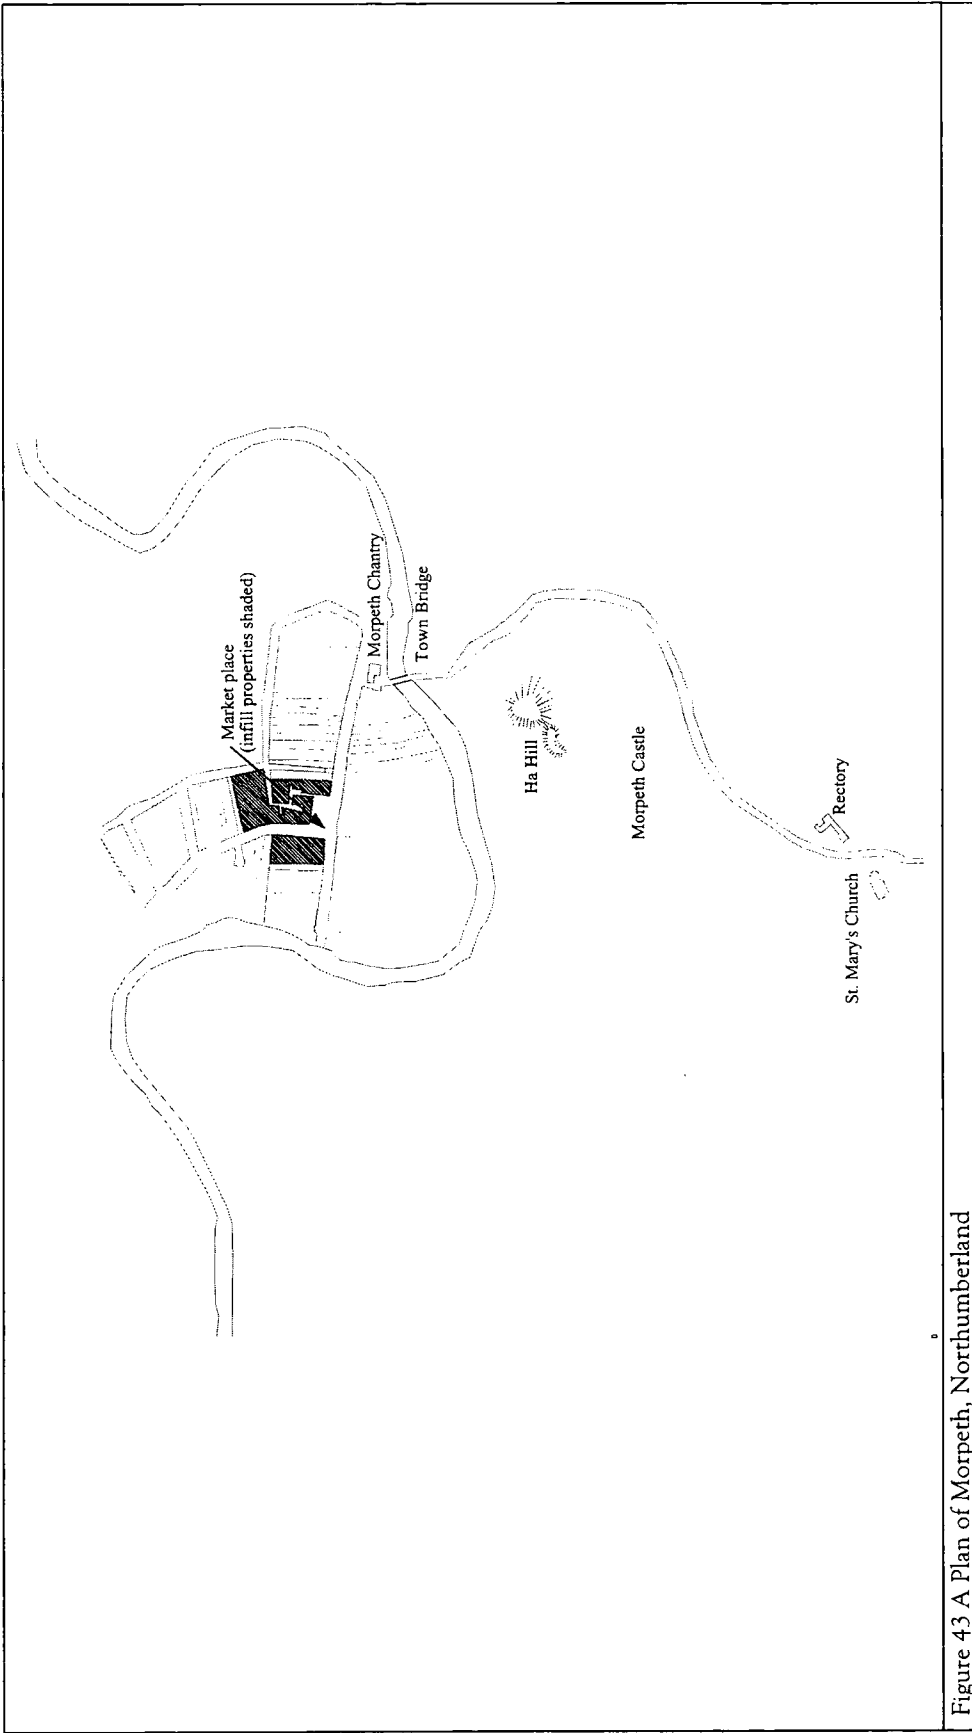 Market place
(infill properties shaded)
Morpeth Chantry
Town Bridge
Ha Hill
Morpeth Castle
Rectory
St. Mary's Church
Figure 43 A Plan of Morpeth, Northumberland